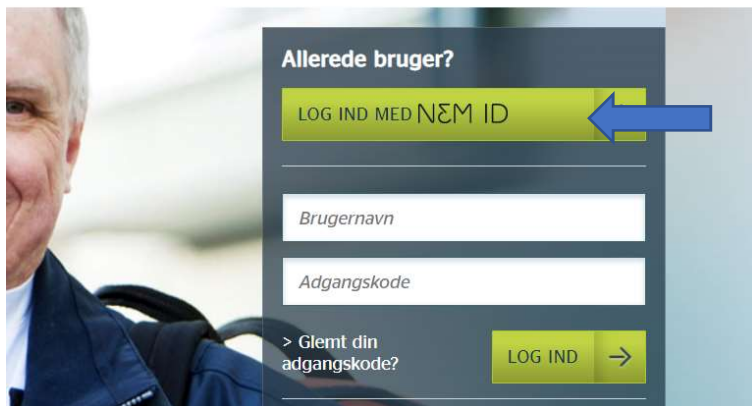 Allerede bruger?
LOG IND MED NEM ID
Brugernavn
Adgangskode
> Glemt din
adgangskode?
LOG IND